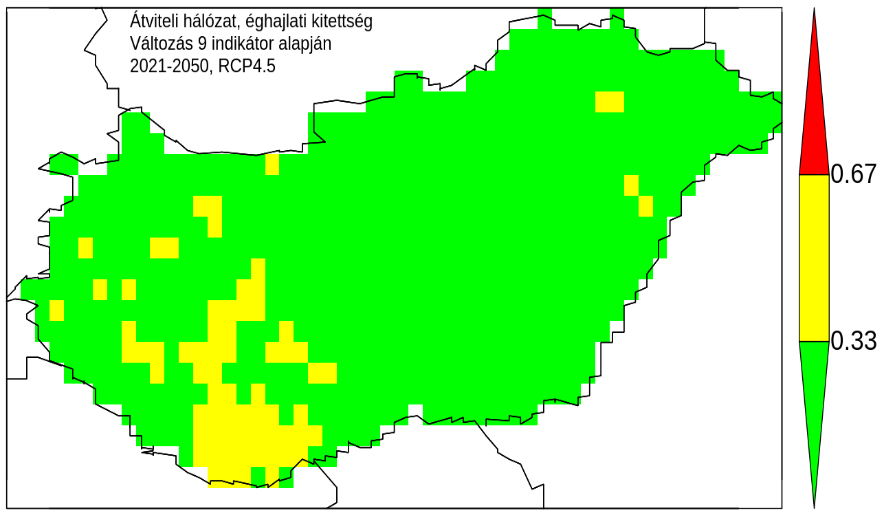 Átviteli hálózat, éghajlati kitettség
Változás 9 indikátor alapján
2021-2050, RCP4.5
0.67
0.33